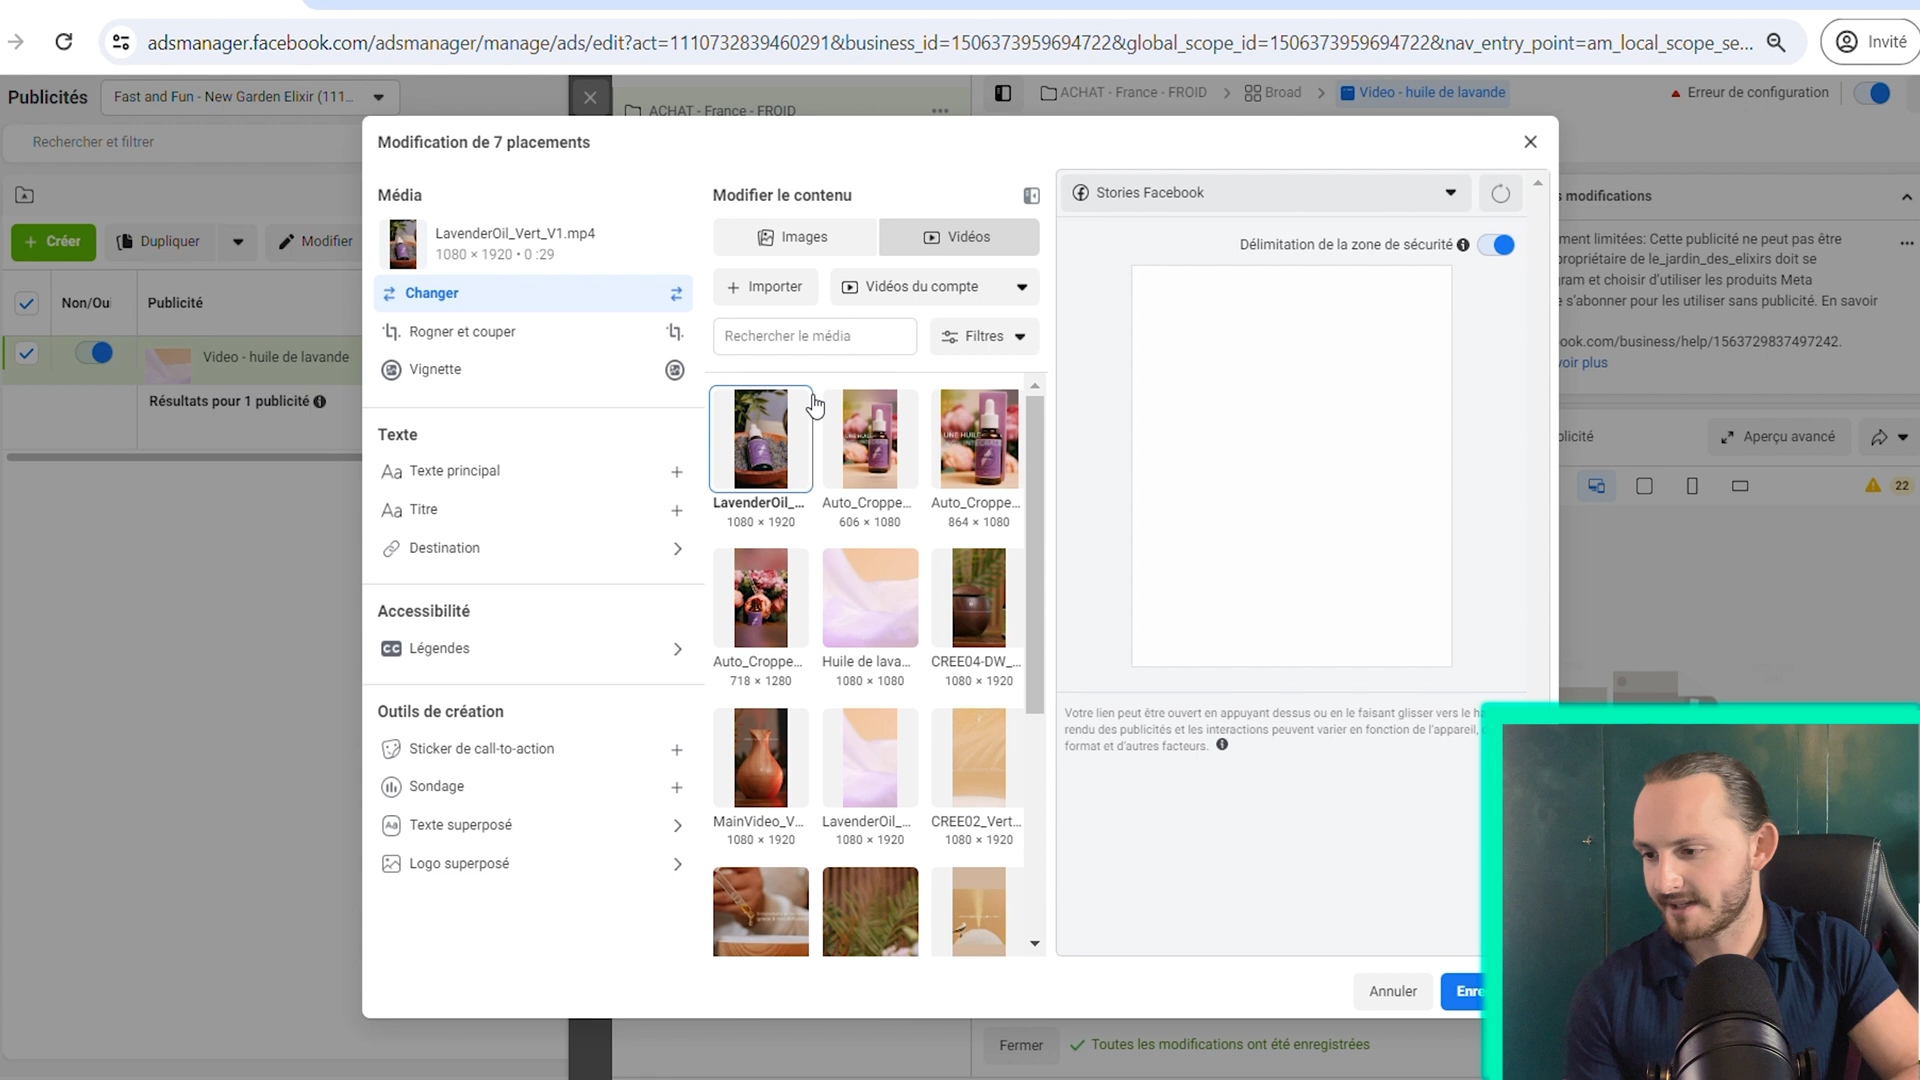 adsmanager.facebook.com/adsmanager/manage/ads/edit?act=1110732839460291&business_id=1506373959694722&global_scope_id=1506373959694722&nav_entry_point=am_local_scope_se...
Invité
Publicités
Fast and Fun - New Garden Elixir (111...
ACHAT - France - FROID
ACHAT - France - FROID
Broad
Video - huile de lavande
Erreur de configuration
Rechercher et filtrer
Créer
Dupliquer
Modifier
Non/Ou
Publicité
Video - huile de lavande
Résultats pour 1 publicité
Modification de 7 placements
Média
LavenderOil_Vert_V1.mp4
1080 × 1920 • 0 :29
Changer
Rogner et couper
Vignette
Texte
Texte principal
Titre
Destination
Accessibilité
CC Légendes
Outils de création
Sticker de call-to-action
Sondage
Texte superposé
Logo superposé
Modifier le contenu
Images
Vidéos
Importer
Vidéos du compte
Rechercher le média
Filtres
UNE HUILE
UNE HUILE
LavenderOil_...
1080 × 1920
Auto_Croppe...
606 × 1080
Auto_Croppe...
864 × 1080
Auto_Croppe...
718 × 1280
Huile de lava...
1080 × 1080
CREE04-DW_...
1080 × 1920
MainVideo_V...
1080 × 1920
LavenderOil_...
1080 × 1920
CREE02_Vert...
1080 × 1920
Stories Facebook
Délimitation de la zone de sécurité
Votre lien peut être ouvert en appuyant dessus ou en le faisant glisser vers le ha
rendu des publicités et les interactions peuvent varier en fonction de l'appareil,
format et d'autres facteurs.
Annuler
Enre
s modifications
ment limitées: Cette publicité ne peut pas être
propriétaire de le_jardin_des_elixirs doit se
gram et choisir d'utiliser les produits Meta
e s'abonner pour les utiliser sans publicité. En savoir
ook.com/business/help/1563729837497242.
voir plus
blicité
Aperçu avancé
22
Fermer
Toutes les modifications ont été enregistrées